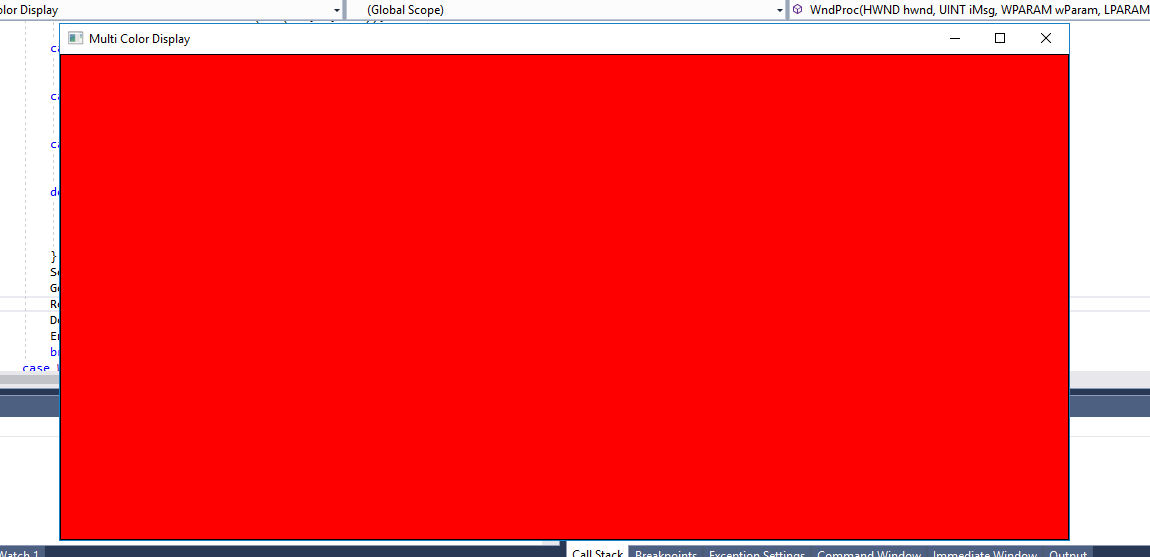 olor Display (Global Scope) WndProc(HWND hwnd, UINT iMsg, WPARAM wParam, LPARAM
Multi Color Display
ca
ca
ca
de
}
Se
Ge
Re
De
En
br
case
Watch 1 Call Stack Breakpoints Exception Settings Command Window Immediate Window Output